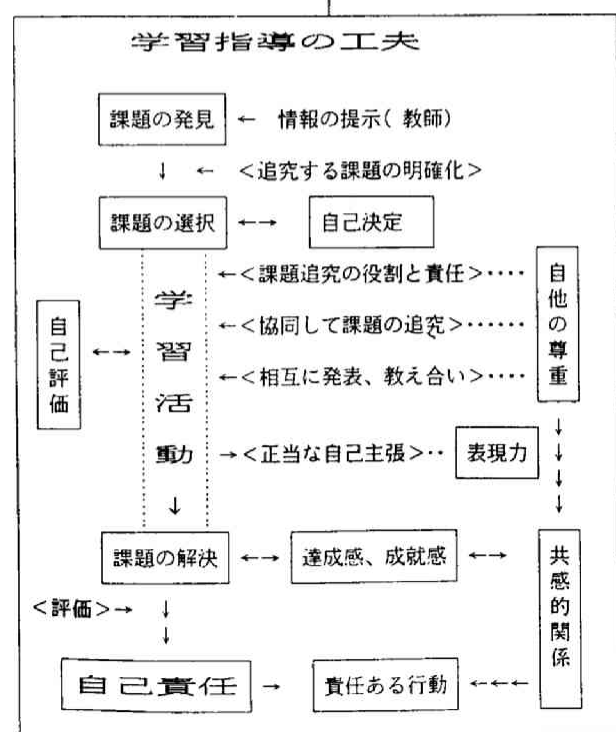 学習指導の工夫
課題の発見 ← 情報の提示(教師)
↓ ← <追究する課題の明確化>
課題の選択 ←→ 自己決定
学習活動
←<課題追究の役割と責任>‥‥
←<協同して課題の追究>‥‥‥
←<相互に発表、教え合い>‥‥
自他の尊重
自己評価 ←→
→<正当な自己主張>‥ 表現力
↓
↓
↓
↓
↓
課題の解決 ←→ 達成感、成就感 ←→ 共感的関係
<評価>→ ↓
↓
自己責任 → 責任ある行動 ←←←